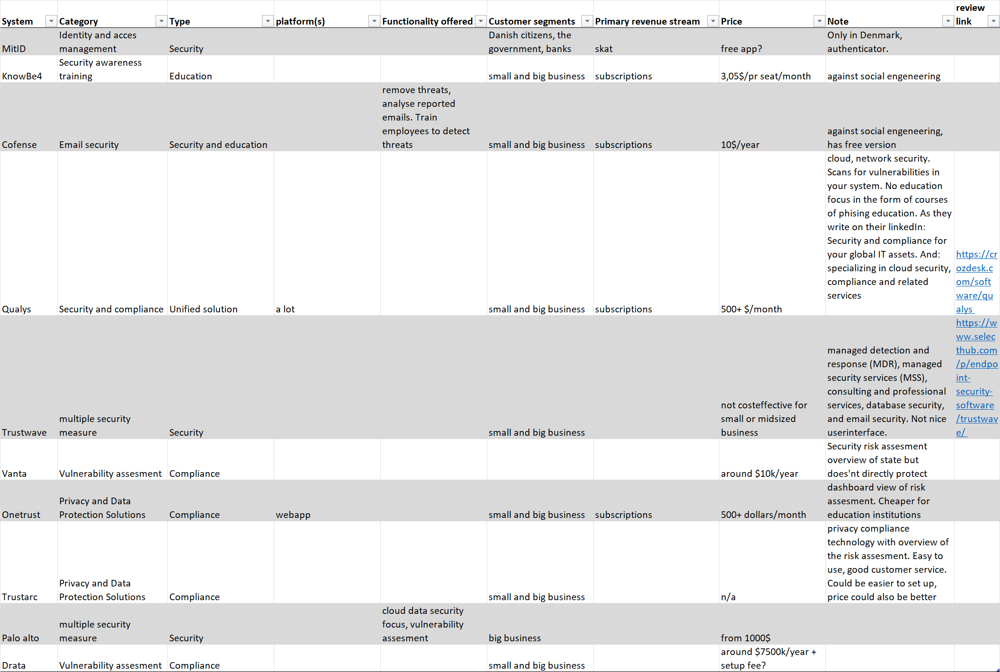 System Category Type platform(s) Functionality offered Customer segments Primary revenue stream Price Note review link
MitID
Identity and acces
management
Security
Danish citizens, the
government, banks
skat
free app?
Only in Denmark,
authenticator.
KnowBe4
Security awareness
training
Education
small and big business
subscriptions
3,05$/pr seat/month
against social engeneering
Cofense
Email security
Security and education
remove threats,
analyse reported
emails. Train
employees to detect
threats
small and big business
subscriptions
10$/year
against social engeneering,
has free version
Qualys
Security and compliance
Unified solution
a lot
small and big business
subscriptions
500+ $/month
cloud, network security.
Scans for vulnerabilities in
your system. No education
focus in the form of courses
of phising education. As they
write on their linkedIn:
Security and compliance for
your global IT assets. And:
specializing in cloud security,
compliance and related
services
https://cr
ozdesk.c
om/soft
ware/qu
alys
Trustwave
multiple security
measure
Security
small and big business
not costeffective for
small or midsized
business
managed detection and
response (MDR), managed
security services (MSS),
consulting and professional
services, database security,
and email security. Not nice
userinterface.
https://w
ww.selec
thub.com
/p/endpo
int-
security-
software
/trustwav
e/
Vanta
Vulnerability assesment
Compliance
around $10k/year
Security risk assesment
overview of state but
does'nt directly protect
Onetrust
Privacy and Data
Protection Solutions
Compliance
webapp
small and big business
subscriptions
500+ dollars/month
dashboard view of risk
assesment. Cheaper for
education institutions
Trustarc
Privacy and Data
Protection Solutions
Compliance
small and big business
n/a
privacy compliance
technology with overview of
the risk assesment. Easy to
use, good customer service.
Could be easier to set up,
price could also be better
Palo alto
multiple security
measure
Security
cloud data security
focus, vulnerability
assesment
big business
from 1000$
Drata
Vulnerability assesment
Compliance
small and big business
around $7500k/year +
setup fee?